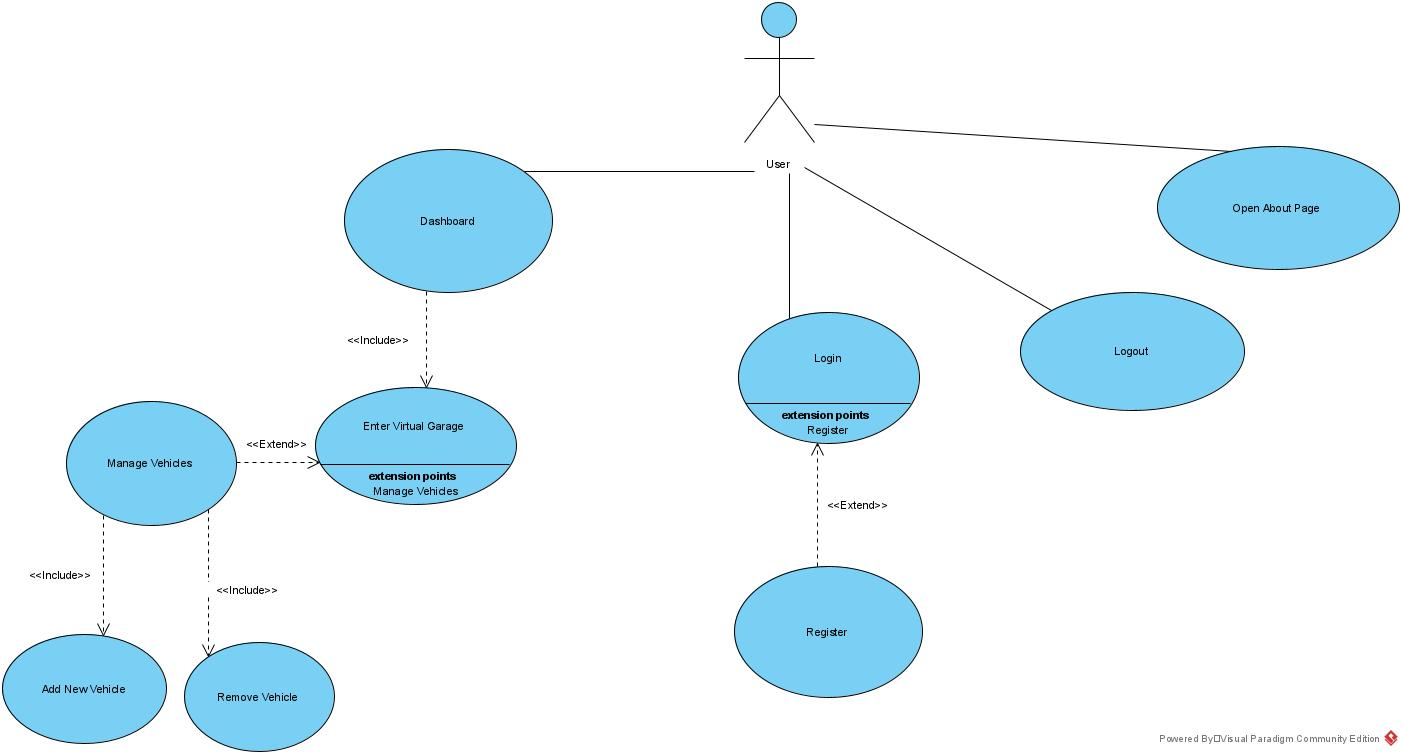 User
Open About Page
Dashboard
<<Include>>
Login
extension points
Register
Logout
Enter Virtual Garage
extension points
Manage Vehicles
<<Extend>>
Manage Vehicles
<<Extend>>
<<Include>>
<<Include>>
Register
Add New Vehicle
Remove Vehicle
Powered By□Visual Paradigm Community Edition